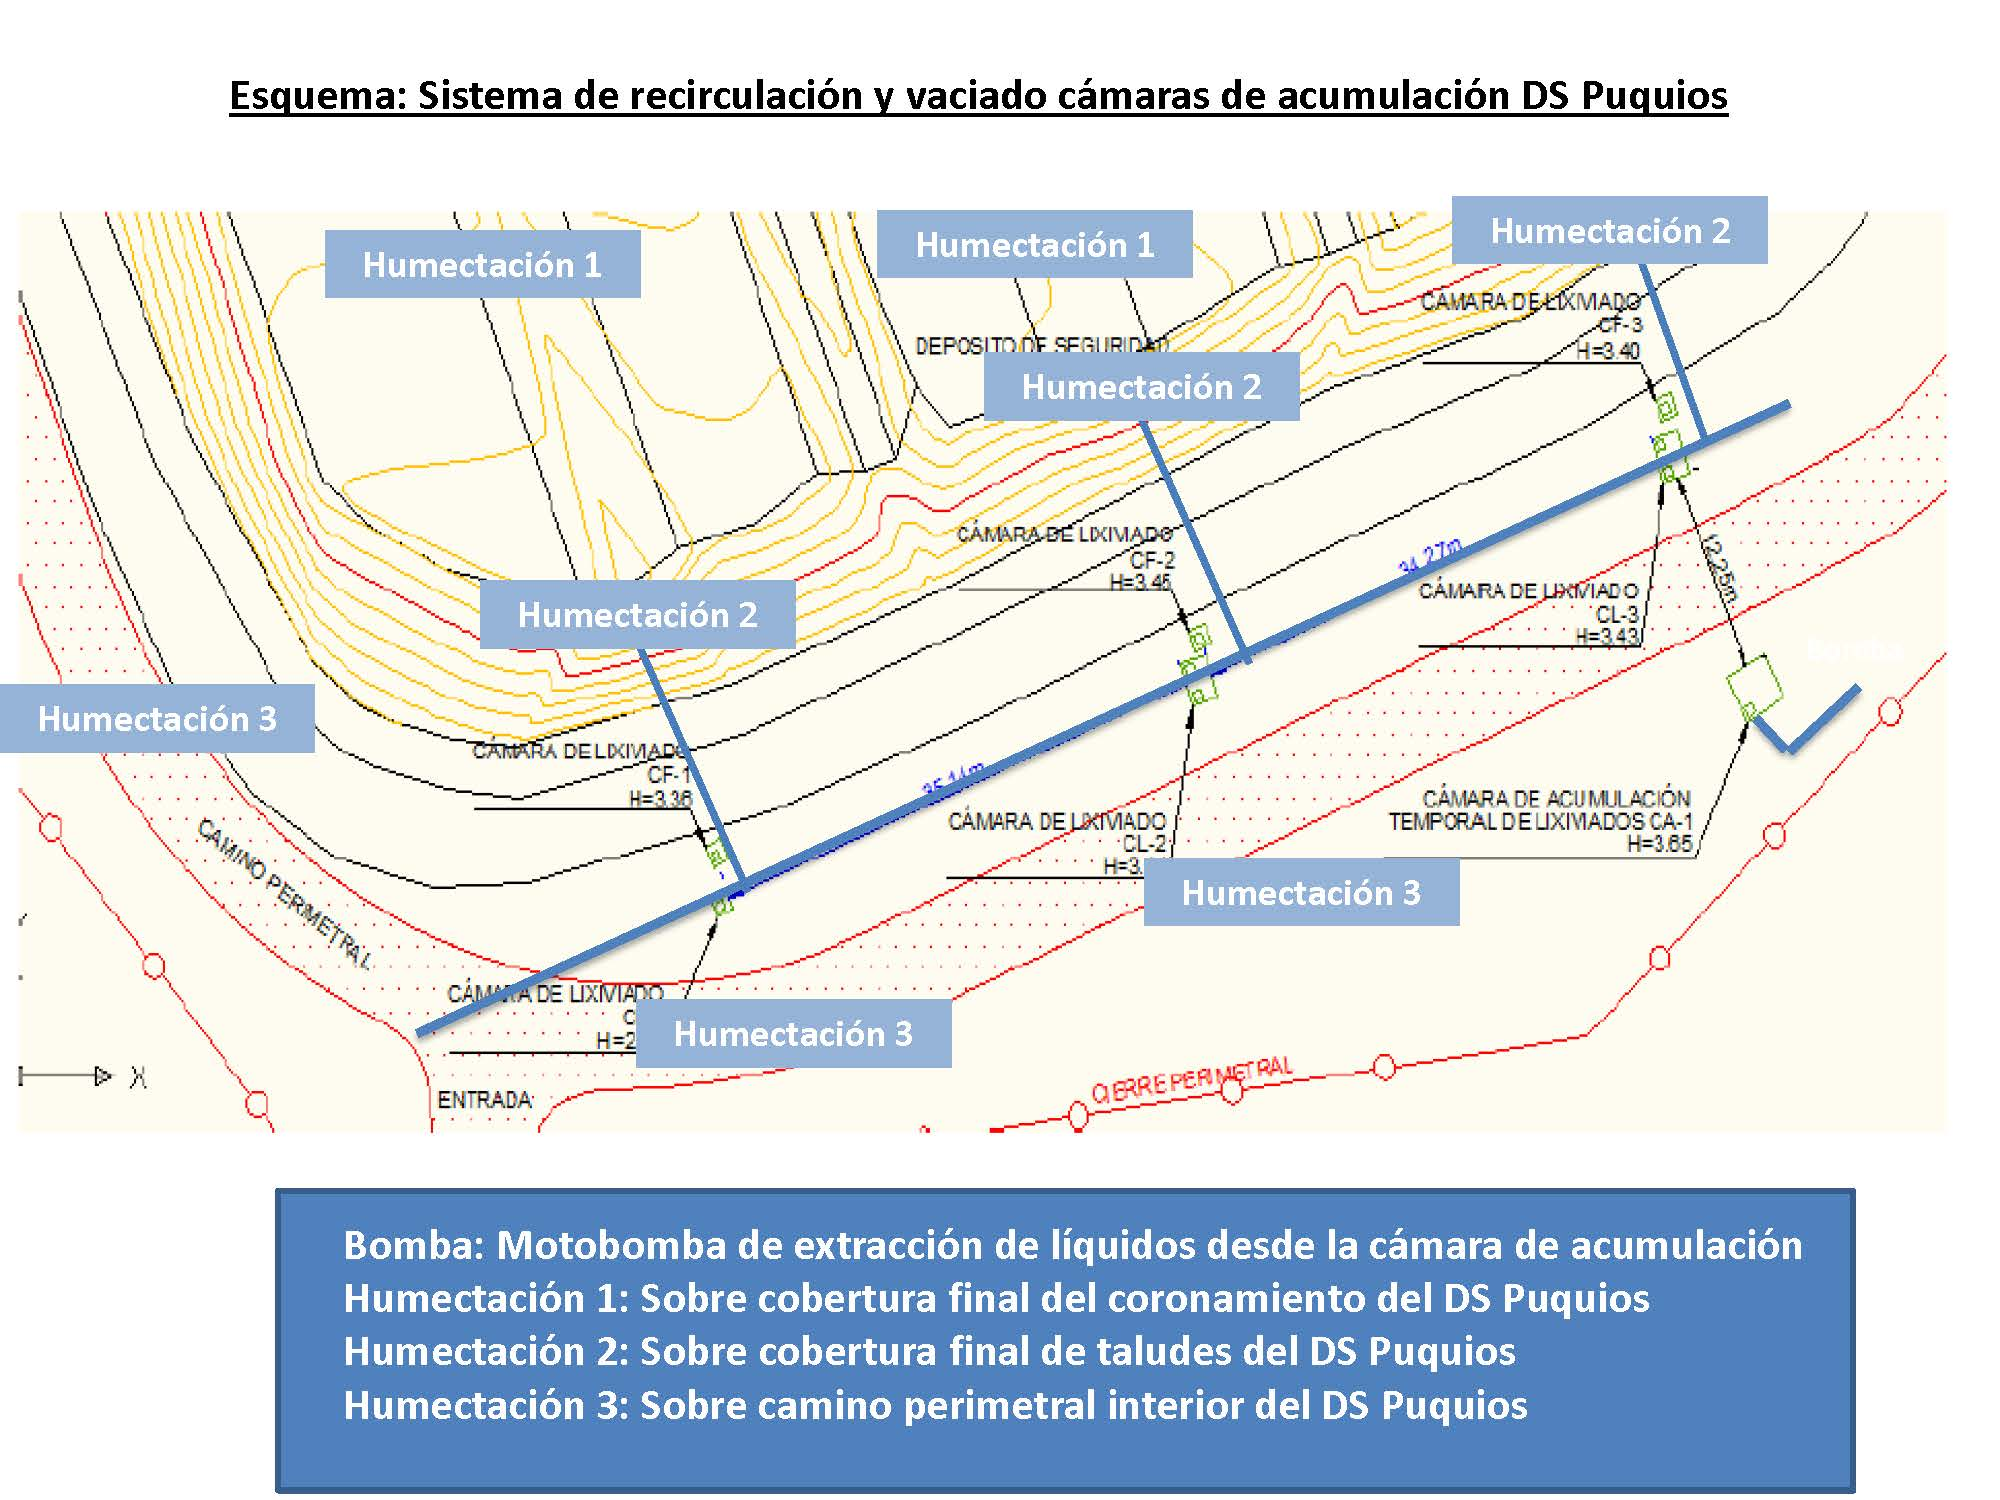 Esquema: Sistema de recirculación y vaciado cámaras de acumulación DS Puquios
Humectación 1
Humectación 1
Humectación 2
CÁMARA DE LIXIVIADO
CF-3
H=3.40
DEPOSITO DE SEGURIDAD
Humectación 2
CÁMARA DE LIXIVIADO
CF-2
H=3.45
34.27m
12.25m
CÁMARA DE LIXIVIADO
CL-3
H=3.43
Humectación 2
Bomba
Humectación 3
CÁMARA DE LIXIVIADO
CF-1
H=3.36
35.14m
CÁMARA DE LIXIVIADO
CL-2
H=3.
CÁMARA DE ACUMULACIÓN
TEMPORAL DE LIXIVIADOS CA-1
H=3.65
CAMINO PERIMETRAL
Humectación 3
CÁMARA DE LIXIVIADO
C
H=2
Humectación 3
X
ENTRADA
CIERRE PERIMETRAL
Bomba: Motobomba de extracción de líquidos desde la cámara de acumulación
Humectación 1: Sobre cobertura final del coronamiento del DS Puquios
Humectación 2: Sobre cobertura final de taludes del DS Puquios
Humectación 3: Sobre camino perimetral interior del DS Puquios